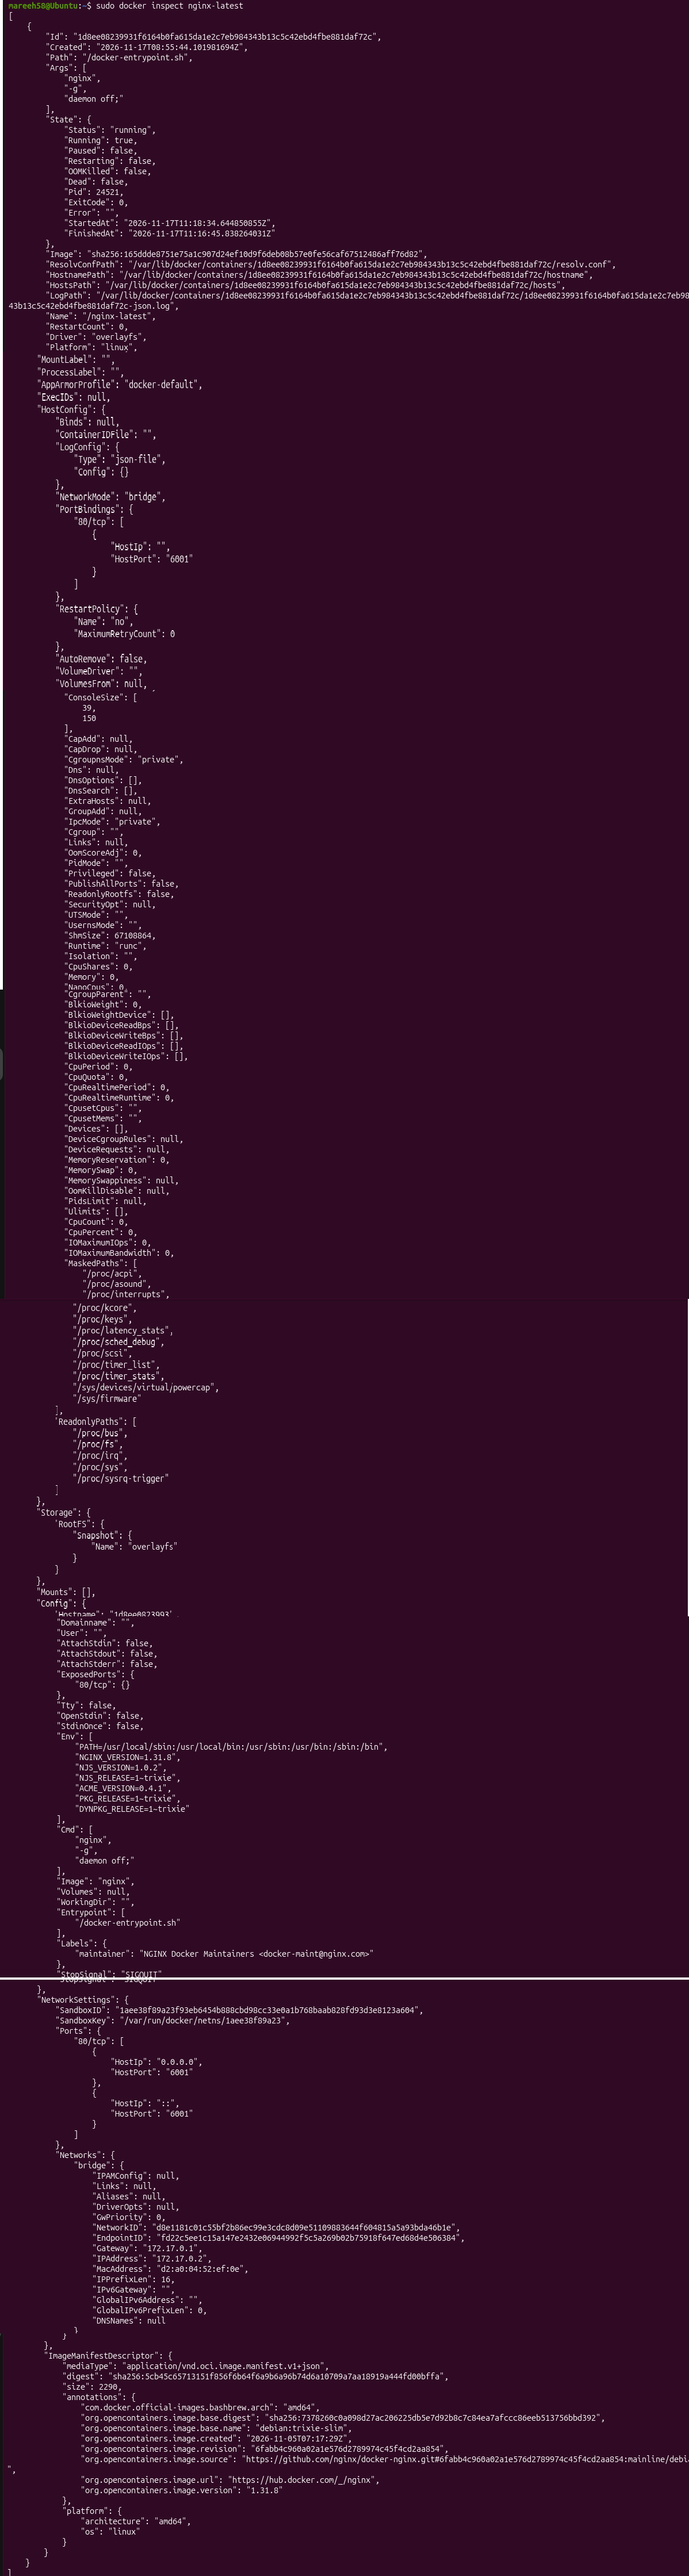 mareeh58@Ubuntu:~$ sudo docker inspect nginx-latest
[
    {
        "Id": "1d8ee08239931f6164b0fa615da1e2c7eb984343b13c5c42ebd4fbe881daf72c",
        "Created": "2026-11-17T08:55:44.101981694Z",
        "Path": "/docker-entrypoint.sh",
        "Args": [
            "nginx",
            "-g",
            "daemon off;"
        ],
        "State": {
            "Status": "running",
            "Running": true,
            "Paused": false,
            "Restarting": false,
            "OOMKilled": false,
            "Dead": false,
            "Pid": 24521,
            "ExitCode": 0,
            "Error": "",
            "StartedAt": "2026-11-17T11:18:34.644850855Z",
            "FinishedAt": "2026-11-17T11:16:45.838264031Z"
        },
        "Image": "sha256:165ddde8751e75a1c907d24ef10d9f6deb08b57e0fe56caf67512486aff76d82",
        "ResolvConfPath": "/var/lib/docker/containers/1d8ee08239931f6164b0fa615da1e2c7eb984343b13c5c42ebd4fbe881daf72c/resolv.conf",
        "HostnamePath": "/var/lib/docker/containers/1d8ee08239931f6164b0fa615da1e2c7eb984343b13c5c42ebd4fbe881daf72c/hostname",
        "HostsPath": "/var/lib/docker/containers/1d8ee08239931f6164b0fa615da1e2c7eb984343b13c5c42ebd4fbe881daf72c/hosts",
        "LogPath": "/var/lib/docker/containers/1d8ee08239931f6164b0fa615da1e2c7eb984343b13c5c42ebd4fbe881daf72c/1d8ee08239931f6164b0fa615da1e2c7eb98
43b13c5c42ebd4fbe881daf72c-json.log",
        "Name": "/nginx-latest",
        "RestartCount": 0,
        "Driver": "overlayfs",
        "Platform": "linux",
        "MountLabel": "",
        "ProcessLabel": "",
        "AppArmorProfile": "docker-default",
        "ExecIDs": null,
        "HostConfig": {
            "Binds": null,
            "ContainerIDFile": "",
            "LogConfig": {
                "Type": "json-file",
                "Config": {}
            },
            "NetworkMode": "bridge",
            "PortBindings": {
                "80/tcp": [
                    {
                        "HostIp": "",
                        "HostPort": "6001"
                    }
                ]
            },
            "RestartPolicy": {
                "Name": "no",
                "MaximumRetryCount": 0
            },
            "AutoRemove": false,
            "VolumeDriver": "",
            "VolumesFrom": null,
            "ConsoleSize": [
                39,
                150
            ],
            "CapAdd": null,
            "CapDrop": null,
            "CgroupnsMode": "private",
            "Dns": null,
            "DnsOptions": [],
            "DnsSearch": [],
            "ExtraHosts": null,
            "GroupAdd": null,
            "IpcMode": "private",
            "Cgroup": "",
            "Links": null,
            "OomScoreAdj": 0,
            "PidMode": "",
            "Privileged": false,
            "PublishAllPorts": false,
            "ReadonlyRootfs": false,
            "SecurityOpt": null,
            "UTSMode": "",
            "UsernsMode": "",
            "ShmSize": 67108864,
            "Runtime": "runc",
            "Isolation": "",
            "CpuShares": 0,
            "Memory": 0,
            "NanoCpus": 0,
            "CgroupParent": "",
            "BlkioWeight": 0,
            "BlkioWeightDevice": [],
            "BlkioDeviceReadBps": [],
            "BlkioDeviceWriteBps": [],
            "BlkioDeviceReadIOps": [],
            "BlkioDeviceWriteIOps": [],
            "CpuPeriod": 0,
            "CpuQuota": 0,
            "CpuRealtimePeriod": 0,
            "CpuRealtimeRuntime": 0,
            "CpusetCpus": "",
            "CpusetMems": "",
            "Devices": [],
            "DeviceCgroupRules": null,
            "DeviceRequests": null,
            "MemoryReservation": 0,
            "MemorySwap": 0,
            "MemorySwappiness": null,
            "OomKillDisable": null,
            "PidsLimit": null,
            "Ulimits": [],
            "CpuCount": 0,
            "CpuPercent": 0,
            "IOMaximumIOps": 0,
            "IOMaximumBandwidth": 0,
            "MaskedPaths": [
                "/proc/acpi",
                "/proc/asound",
                "/proc/interrupts",
                "/proc/kcore",
                "/proc/keys",
                "/proc/latency_stats",
                "/proc/sched_debug",
                "/proc/scsi",
                "/proc/timer_list",
                "/proc/timer_stats",
                "/sys/devices/virtual/powercap",
                "/sys/firmware"
            ],
            "ReadonlyPaths": [
                "/proc/bus",
                "/proc/fs",
                "/proc/irq",
                "/proc/sys",
                "/proc/sysrq-trigger"
            ]
        },
        "Storage": {
            "RootFS": {
                "Snapshot": {
                    "Name": "overlayfs"
                }
            }
        },
        "Mounts": [],
        "Config": {
            "Hostname": "1d8ee0823993",
            "Domainname": "",
            "User": "",
            "AttachStdin": false,
            "AttachStdout": false,
            "AttachStderr": false,
            "ExposedPorts": {
                "80/tcp": {}
            },
            "Tty": false,
            "OpenStdin": false,
            "StdinOnce": false,
            "Env": [
                "PATH=/usr/local/sbin:/usr/local/bin:/usr/sbin:/usr/bin:/sbin:/bin",
                "NGINX_VERSION=1.31.8",
                "NJS_VERSION=1.0.2",
                "NJS_RELEASE=1~trixie",
                "ACME_VERSION=0.4.1",
                "PKG_RELEASE=1~trixie",
                "DYNPKG_RELEASE=1~trixie"
            ],
            "Cmd": [
                "nginx",
                "-g",
                "daemon off;"
            ],
            "Image": "nginx",
            "Volumes": null,
            "WorkingDir": "",
            "Entrypoint": [
                "/docker-entrypoint.sh"
            ],
            "Labels": {
                "maintainer": "NGINX Docker Maintainers <docker-maint@nginx.com>"
            },
            "StopSignal": "SIGQUIT"
        },
        "NetworkSettings": {
            "SandboxID": "1aee38f89a23f93eb6454b888cbd98cc33e0a1b768baab828fd93d3e8123a604",
            "SandboxKey": "/var/run/docker/netns/1aee38f89a23",
            "Ports": {
                "80/tcp": [
                    {
                        "HostIp": "0.0.0.0",
                        "HostPort": "6001"
                    },
                    {
                        "HostIp": "::",
                        "HostPort": "6001"
                    }
                ]
            },
            "Networks": {
                "bridge": {
                    "IPAMConfig": null,
                    "Links": null,
                    "Aliases": null,
                    "DriverOpts": null,
                    "GwPriority": 0,
                    "NetworkID": "d8e1181c01c55bf2b86ec99e3cdc8d09e51109883644f604815a5a93bda46b1e",
                    "EndpointID": "fd22c5ee1c15a147e2432e06944992f5c5a269b02b75918f647ed68d4e506384",
                    "Gateway": "172.17.0.1",
                    "IPAddress": "172.17.0.2",
                    "MacAddress": "d2:a0:04:52:ef:0e",
                    "IPPrefixLen": 16,
                    "IPv6Gateway": "",
                    "GlobalIPv6Address": "",
                    "GlobalIPv6PrefixLen": 0,
                    "DNSNames": null
                }
            }
        },
        "ImageManifestDescriptor": {
            "mediaType": "application/vnd.oci.image.manifest.v1+json",
            "digest": "sha256:5cb45c65713151f856f6b64f6a9b6a96b74d6a10709a7aa18919a444fd00bffa",
            "size": 2290,
            "annotations": {
                "com.docker.official-images.bashbrew.arch": "amd64",
                "org.opencontainers.image.base.digest": "sha256:7378260c0a098d27ac206225db5e7d92b8c7c84ea7afccc86eeb513756bbd392",
                "org.opencontainers.image.base.name": "debian:trixie-slim",
                "org.opencontainers.image.created": "2026-11-05T07:17:29Z",
                "org.opencontainers.image.revision": "6fabb4c960a02a1e576d2789974c45f4cd2aa854",
                "org.opencontainers.image.source": "https://github.com/nginx/docker-nginx.git#6fabb4c960a02a1e576d2789974c45f4cd2aa854:mainline/debia
",
                "org.opencontainers.image.url": "https://hub.docker.com/_/nginx",
                "org.opencontainers.image.version": "1.31.8"
            },
            "platform": {
                "architecture": "amd64",
                "os": "linux"
            }
        }
    }
]